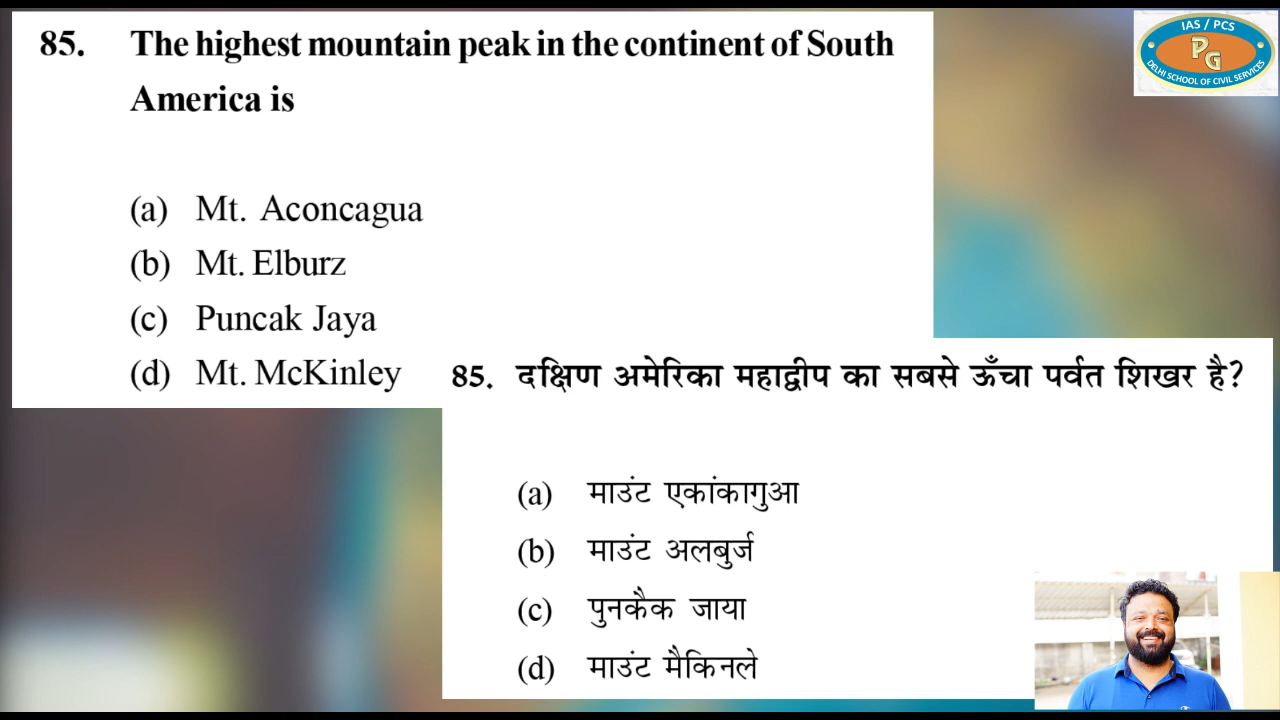 85. The highest mountain peak in the continent of South
America is
(a) Mt. Aconcagua
(b) Mt. Elburz
(c) Puncak Jaya
(d) Mt. McKinley
85. दक्षिण अमेरिका महाद्वीप का सबसे ऊँचा पर्वत शिखर है?
(a) माउंट एकांकागुआ
(b) माउंट अलबुर्ज
(c) पुनकैक जाया
(d) माउंट मैकिनले
IAS / PCS
PG
DELHI SCHOOL OF CIVIL SERVICES